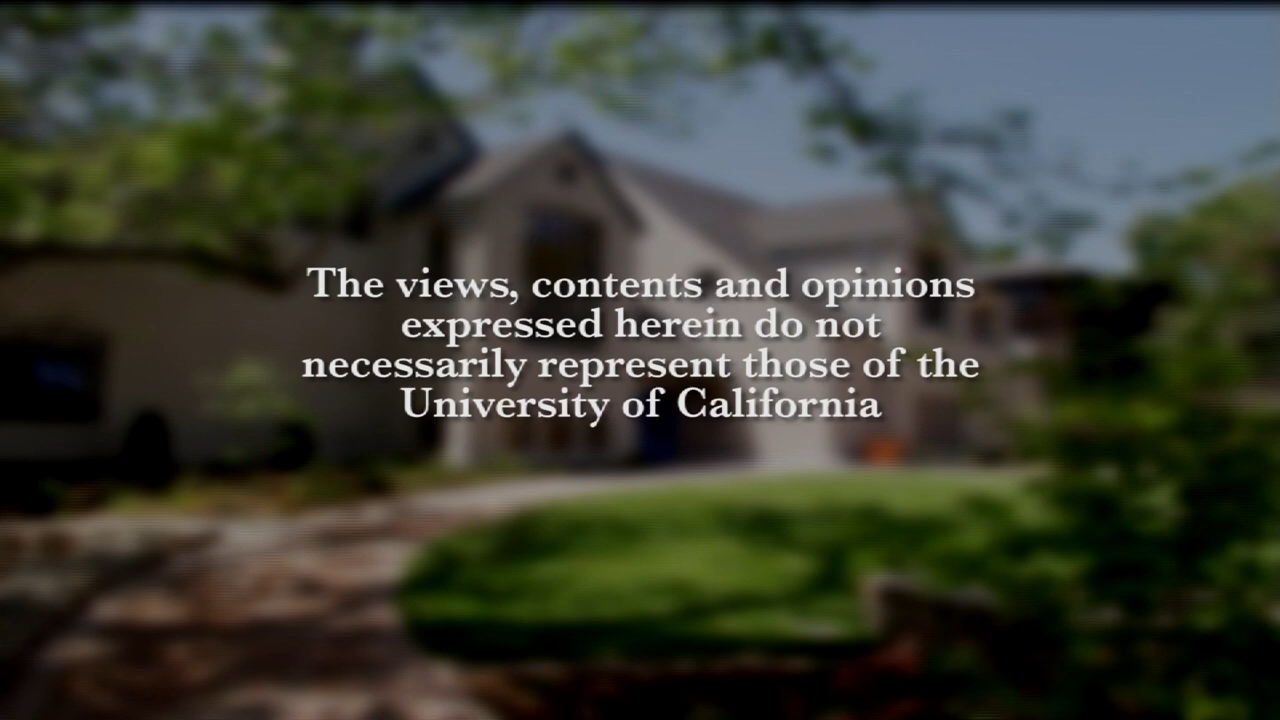 The views, contents and opinions
expressed herein do not
necessarily represent those of the
University of California